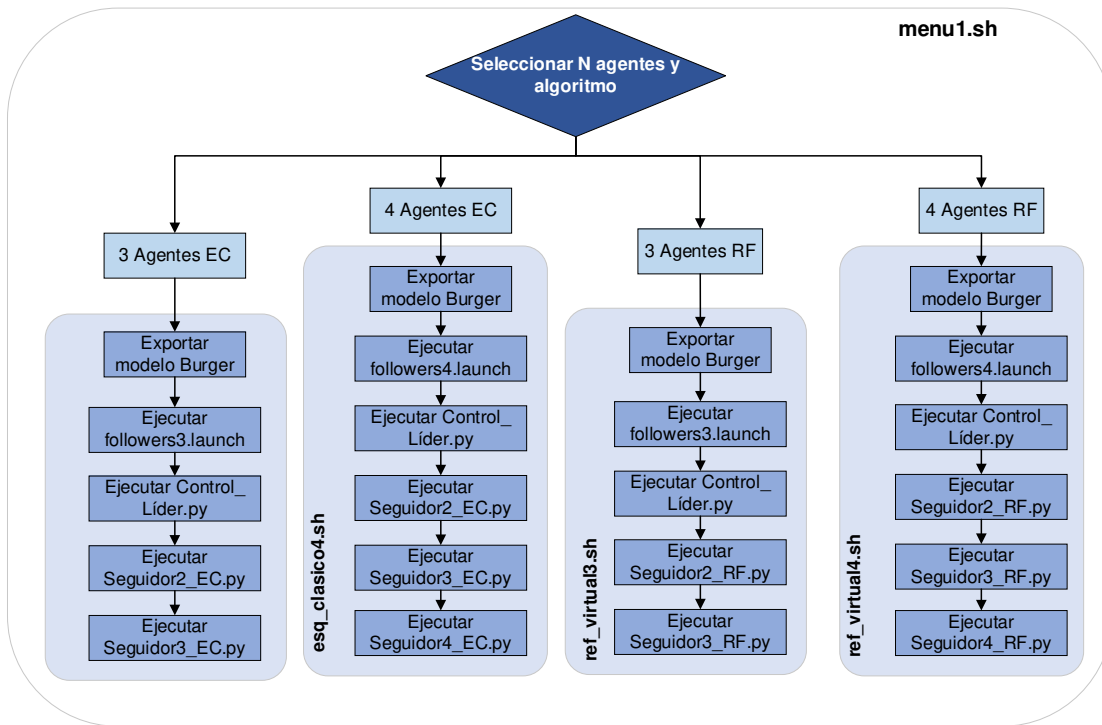 menu1.sh
Seleccionar N agentes y
algoritmo
3 Agentes EC
Exportar
modelo Burger
Ejecutar
followers3.launch
Ejecutar Control_
Líder.py
Ejecutar
Seguidor2_EC.py
Ejecutar
Seguidor3_EC.py
4 Agentes EC
esq_clasico4.sh
Exportar
modelo Burger
Ejecutar
followers4.launch
Ejecutar Control_
Líder.py
Ejecutar
Seguidor2_EC.py
Ejecutar
Seguidor3_EC.py
Ejecutar
Seguidor4_EC.py
3 Agentes RF
ref_virtual3.sh
Exportar
modelo Burger
Ejecutar
followers3.launch
Ejecutar Control_
Líder.py
Ejecutar
Seguidor2_RF.py
Ejecutar
Seguidor3_RF.py
4 Agentes RF
ref_virtual4.sh
Exportar
modelo Burger
Ejecutar
followers4.launch
Ejecutar Control_
Líder.py
Ejecutar
Seguidor2_RF.py
Ejecutar
Seguidor3_RF.py
Ejecutar
Seguidor4_RF.py